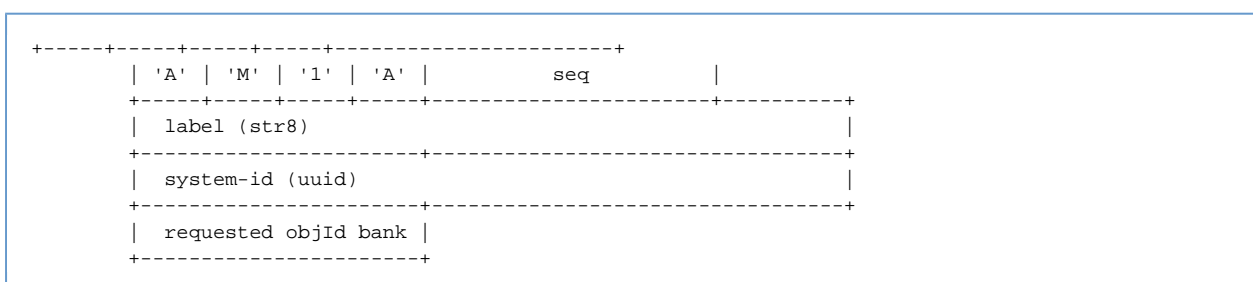 +-----+-----+-----+-----+-----------------------+
| 'A' | 'M' | '1' | 'A' |          seq          |
+-----+-----+-----+-----+-----------------------+----------+
|  label (str8)                                            |
+-----------------------+----------------------------------+
|  system-id (uuid)                                        |
+-----------------------+----------------------------------+
|  requested objId bank |
+-----------------------+